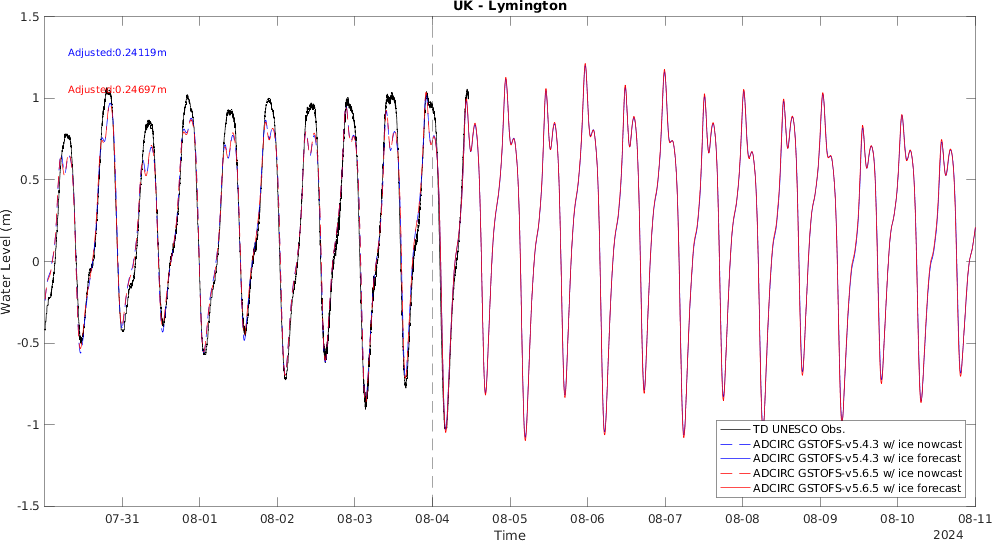 UK - Lymington
Adjusted:0.24119m
Adjusted:0.24697m
Water Level (m)
1.5
1
0.5
0
-0.5
-1
-1.5
07-31
08-01
08-02
08-03
08-04
08-05
08-06
08-07
08-08
08-09
08-10
08-11
Time
2024
TD UNESCO Obs.
ADCIRC GSTOFS-v5.4.3 w/ ice nowcast
ADCIRC GSTOFS-v5.4.3 w/ ice forecast
ADCIRC GSTOFS-v5.6.5 w/ ice nowcast
ADCIRC GSTOFS-v5.6.5 w/ ice forecast